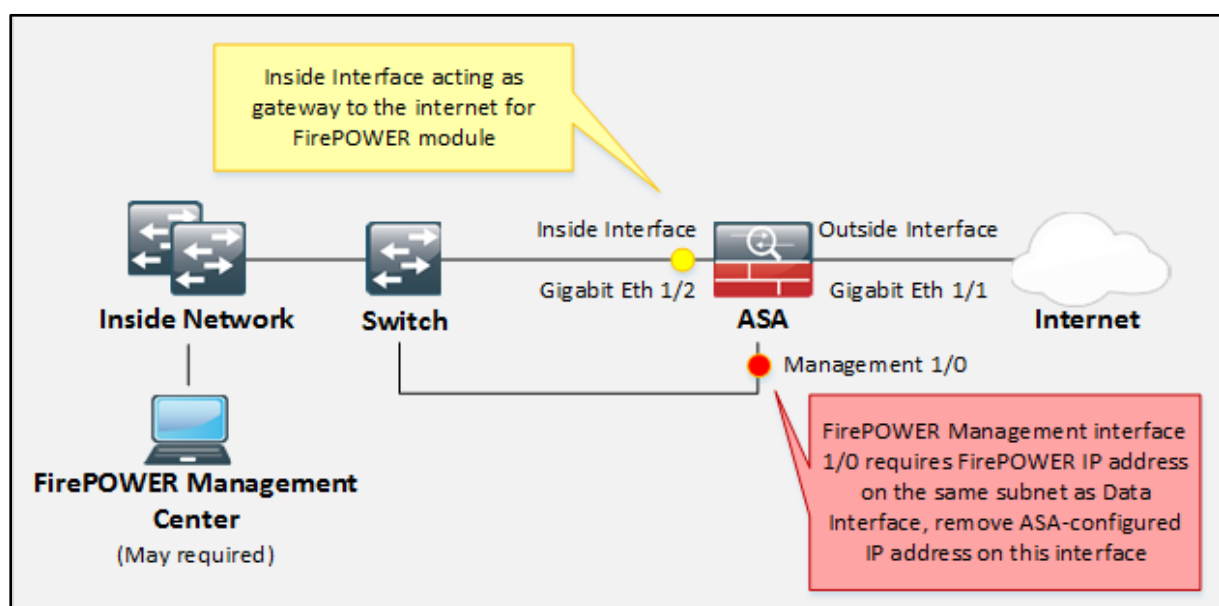 Inside Interface acting as
gateway to the internet for
FirePOWER module
Inside Interface
Outside Interface
Gigabit Eth 1/2
Gigabit Eth 1/1
Inside Network
Switch
ASA
Internet
Management 1/0
FirePOWER Management
Center
(May required)
FirePOWER Management interface
1/0 requires FirePOWER IP address
on the same subnet as Data
Interface, remove ASA-configured
IP address on this interface